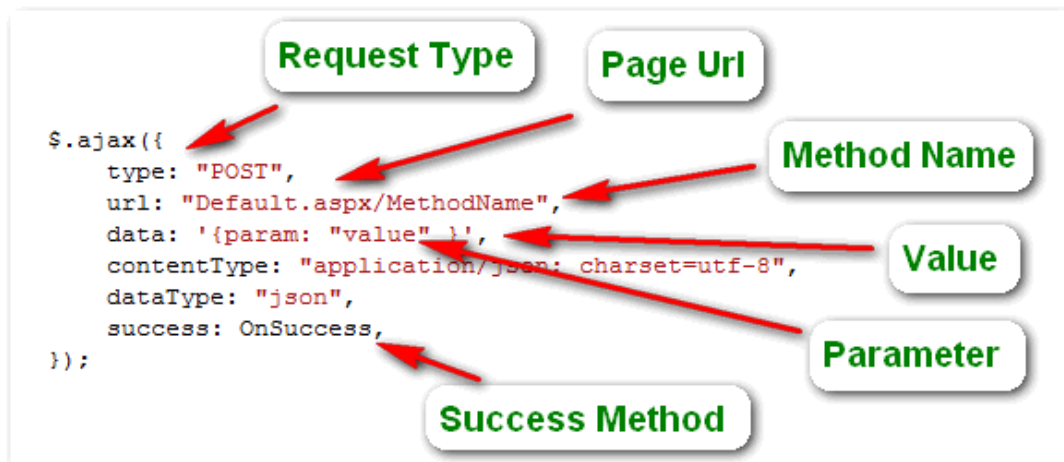 Request Type
Page Url
$.ajax({
type: "POST",
Method Name
url: "Default.aspx/MethodName",
data: '{param: "value" }',
Value
contentType: "application/json; charset=utf-8",
dataType: "json",
success: OnSuccess,
Parameter
});
Success Method